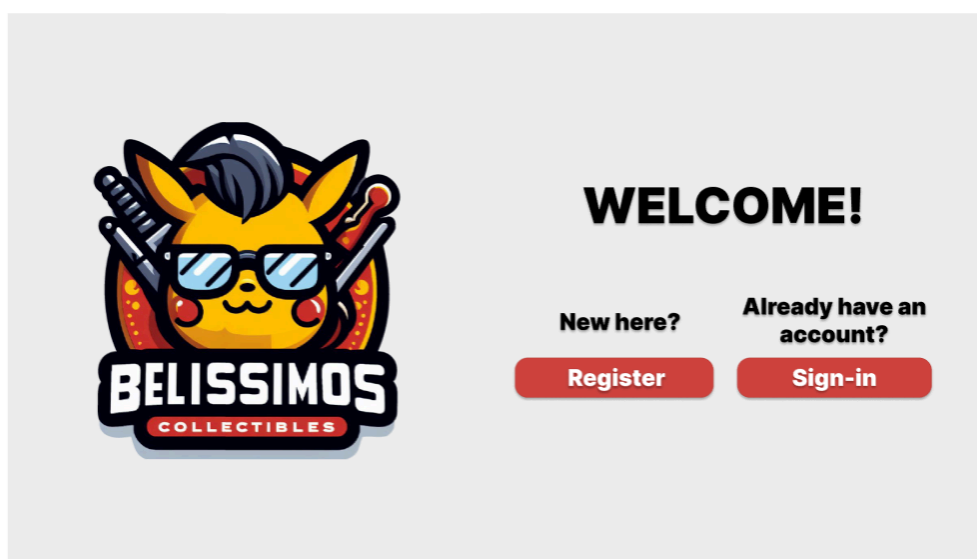 BELISSIMOS
COLLECTIBLES
WELCOME!
New here?
Register
Already have an
account?
Sign-in